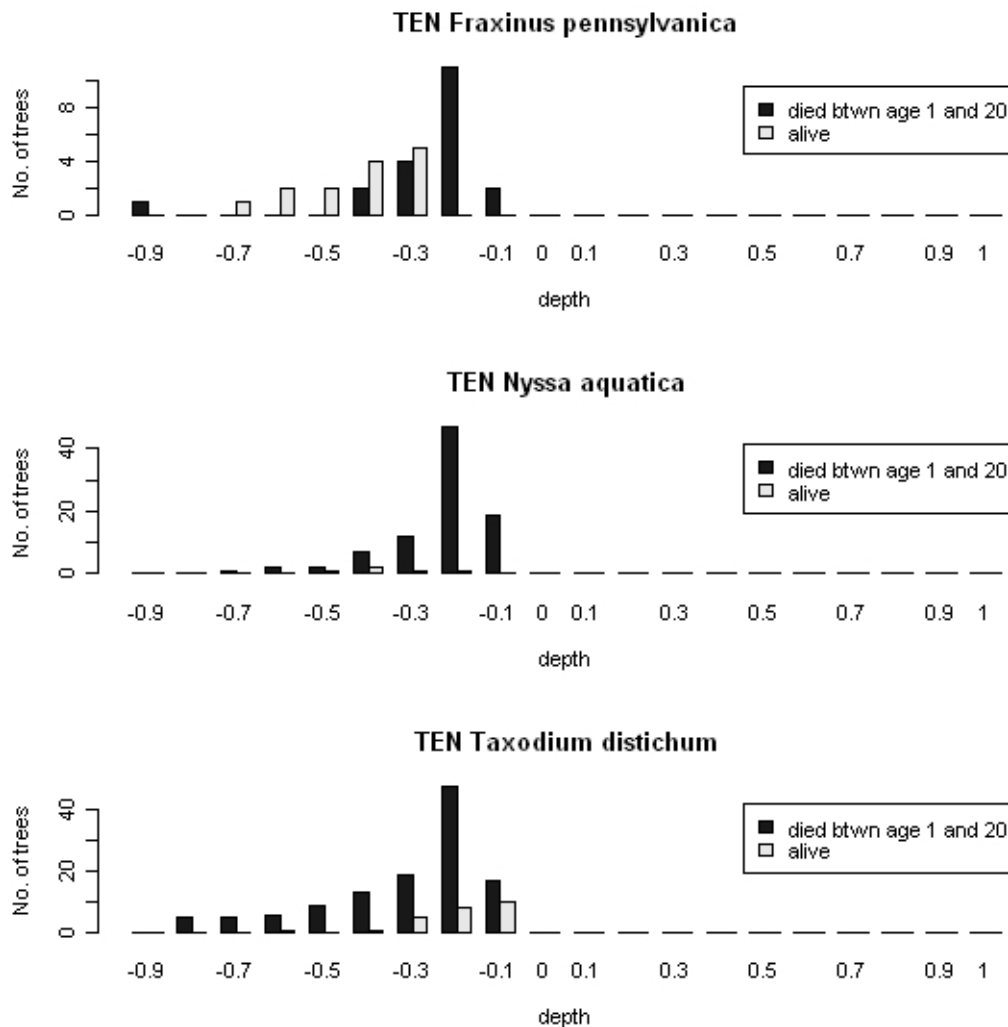 TEN Fraxinus pennsylvanica
No. of trees
8
4
0
died btwn age 1 and 20
alive
-0.9 -0.7 -0.5 -0.3 -0.1 0 0.1 0.3 0.5 0.7 0.9 1
depth
TEN Nyssa aquatica
No. of trees
40
20
0
died btwn age 1 and 20
alive
-0.9 -0.7 -0.5 -0.3 -0.1 0 0.1 0.3 0.5 0.7 0.9 1
depth
TEN Taxodium distichum
No. of trees
40
20
0
died btwn age 1 and 20
alive
-0.9 -0.7 -0.5 -0.3 -0.1 0 0.1 0.3 0.5 0.7 0.9 1
depth